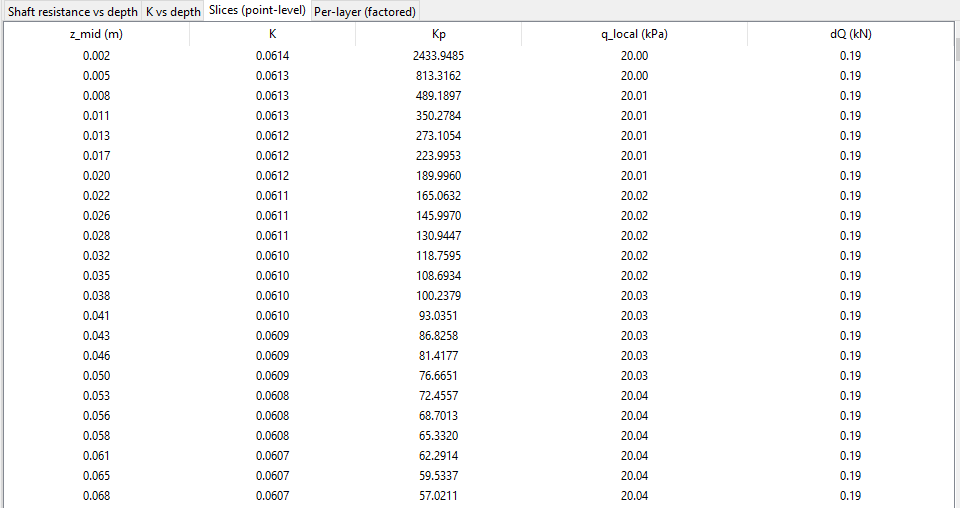 Shaft resistance vs depth K vs depth Slices (point-level) Per-layer (factored)
z_mid (m) K Kp q_local (kPa) dQ (kN)
0.002 0.0614 2433.9485 20.00 0.19
0.005 0.0613 813.3162 20.00 0.19
0.008 0.0613 489.1897 20.01 0.19
0.011 0.0613 350.2784 20.01 0.19
0.013 0.0612 273.1054 20.01 0.19
0.017 0.0612 223.9953 20.01 0.19
0.020 0.0612 189.9960 20.01 0.19
0.022 0.0611 165.0632 20.02 0.19
0.026 0.0611 145.9970 20.02 0.19
0.028 0.0611 130.9447 20.02 0.19
0.032 0.0610 118.7595 20.02 0.19
0.035 0.0610 108.6934 20.02 0.19
0.038 0.0610 100.2379 20.03 0.19
0.041 0.0610 93.0351 20.03 0.19
0.043 0.0609 86.8258 20.03 0.19
0.046 0.0609 81.4177 20.03 0.19
0.050 0.0609 76.6651 20.03 0.19
0.053 0.0608 72.4557 20.04 0.19
0.056 0.0608 68.7013 20.04 0.19
0.058 0.0608 65.3320 20.04 0.19
0.061 0.0607 62.2914 20.04 0.19
0.065 0.0607 59.5337 20.04 0.19
0.068 0.0607 57.0211 20.04 0.19